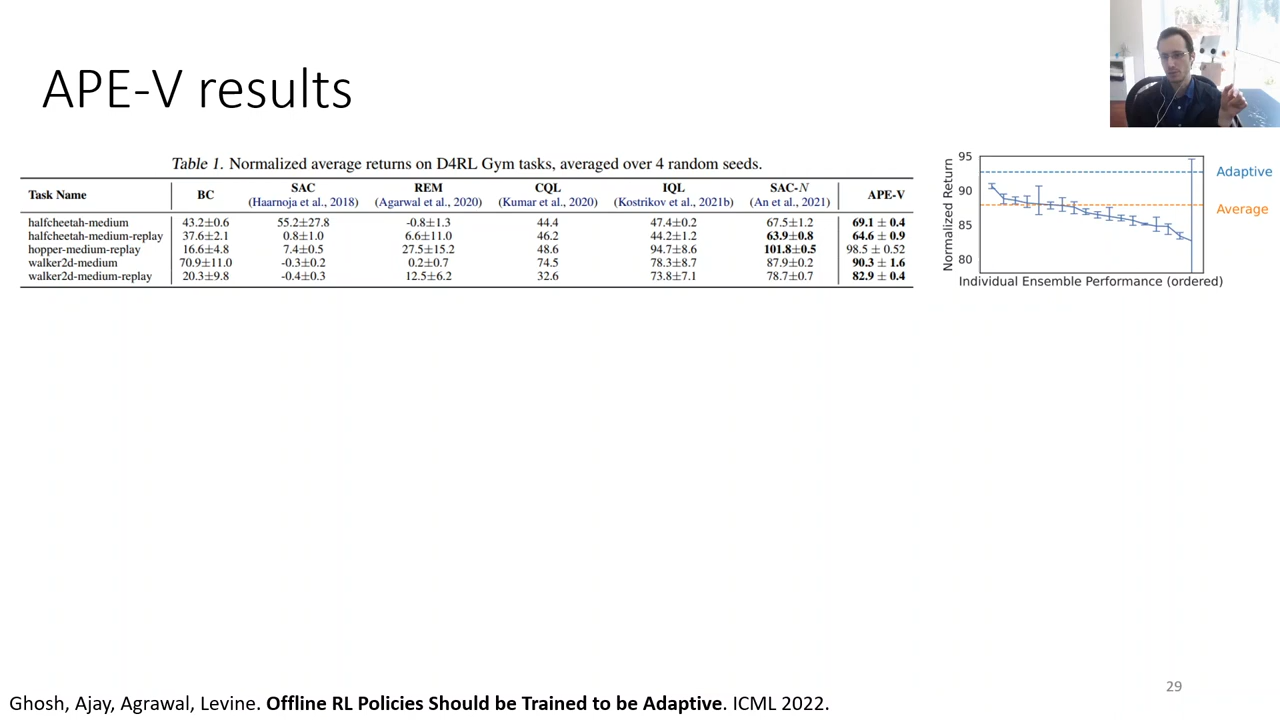 APE-V results
Table 1. Normalized average returns on D4RL Gym tasks, averaged over 4 random seeds.
Task Name BC SAC (Haarnoja et al., 2018) REM (Agarwal et al., 2020) CQL (Kumar et al., 2020) IQL (Kostrikov et al., 2021b) SAC-N (An et al., 2021) APE-V
halfcheetah-medium 43.2±0.6 55.2±27.8 -0.8±1.3 44.4 47.4±0.2 67.5±1.2 69.1 ± 0.4
halfcheetah-medium-replay 37.6±2.1 0.8±1.0 6.6±11.0 46.2 44.2±1.2 63.9±0.8 64.6 ± 0.9
hopper-medium-replay 16.6±4.8 7.4±0.5 27.5±15.2 48.6 94.7±8.6 101.8±0.5 98.5 ± 0.52
walker2d-medium 70.9±11.0 -0.3±0.2 0.2±0.7 74.5 78.3±8.7 87.9±0.2 90.3 ± 1.6
walker2d-medium-replay 20.3±9.8 -0.4±0.3 12.5±6.2 32.6 73.8±7.1 78.7±0.7 82.9 ± 0.4
Normalized Return
95
90
85
80
Adaptive
Average
Individual Ensemble Performance (ordered)
29
Ghosh, Ajay, Agrawal, Levine. Offline RL Policies Should be Trained to be Adaptive. ICML 2022.